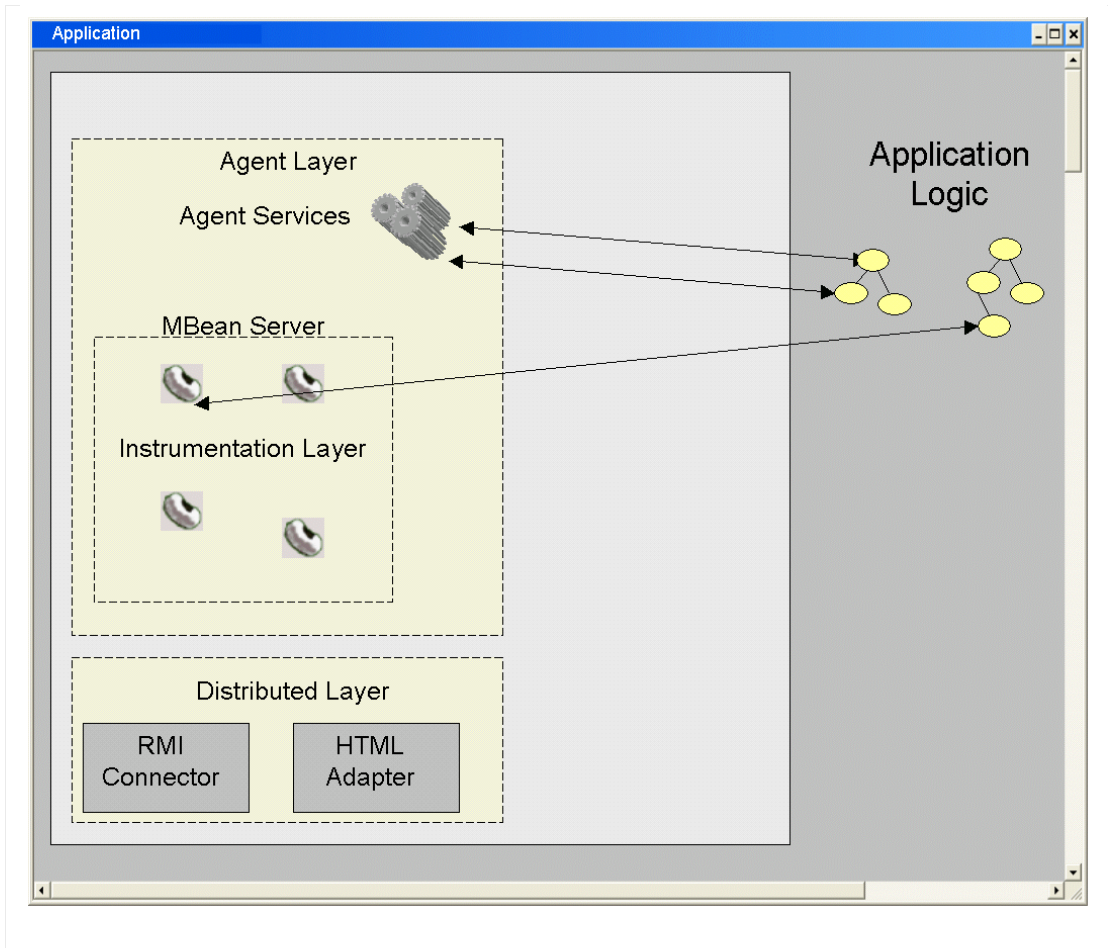 Application
Agent Layer
Agent Services
MBean Server
Instrumentation Layer
Application
Logic
Distributed Layer
RMI
Connector
HTML
Adapter